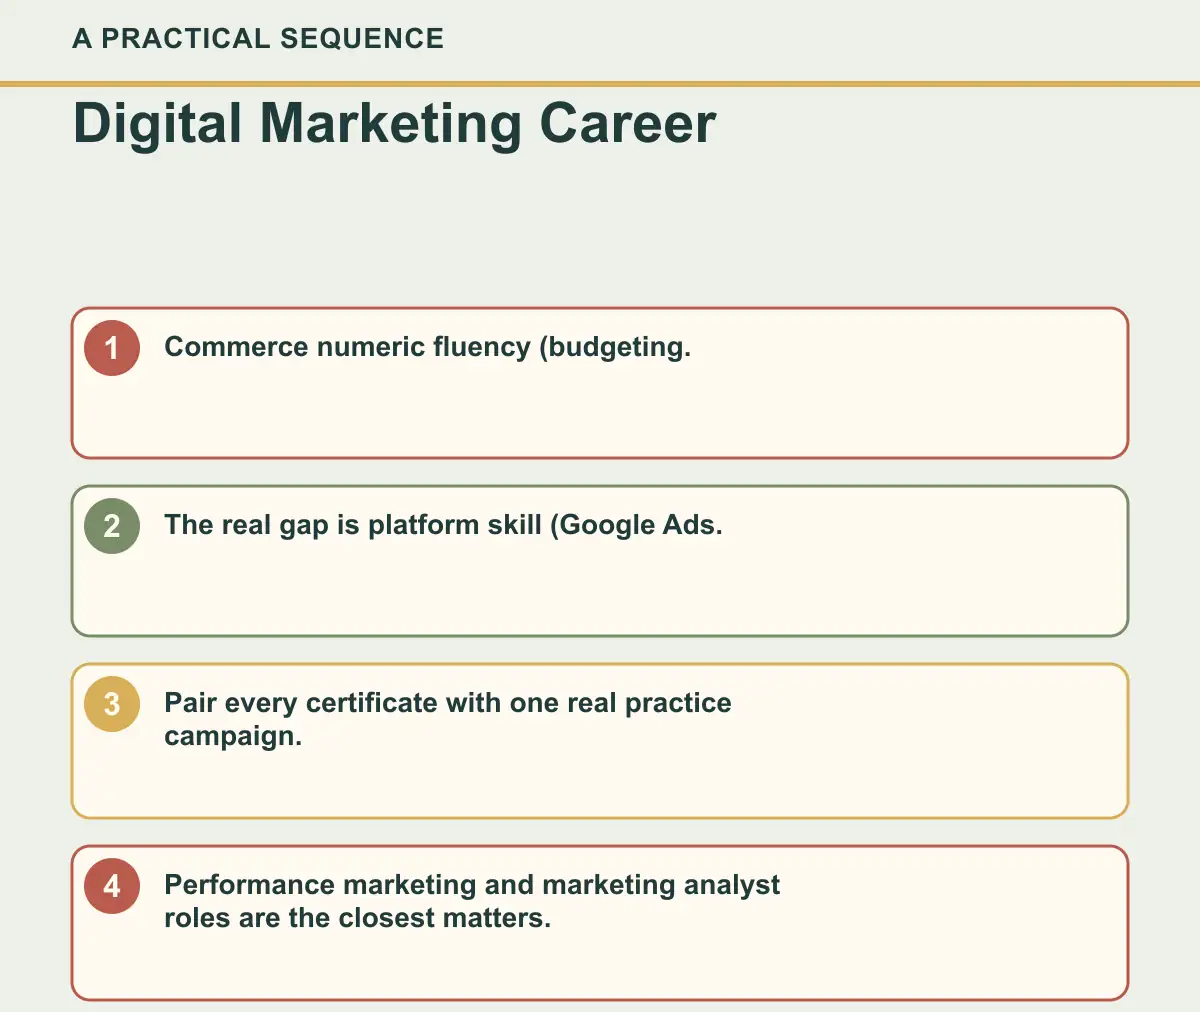 A PRACTICAL SEQUENCE
Digital Marketing Career
1
Commerce numeric fluency (budgeting.
2
The real gap is platform skill (Google Ads.
3
Pair every certificate with one real practice
campaign.
4
Performance marketing and marketing analyst
roles are the closest matters.